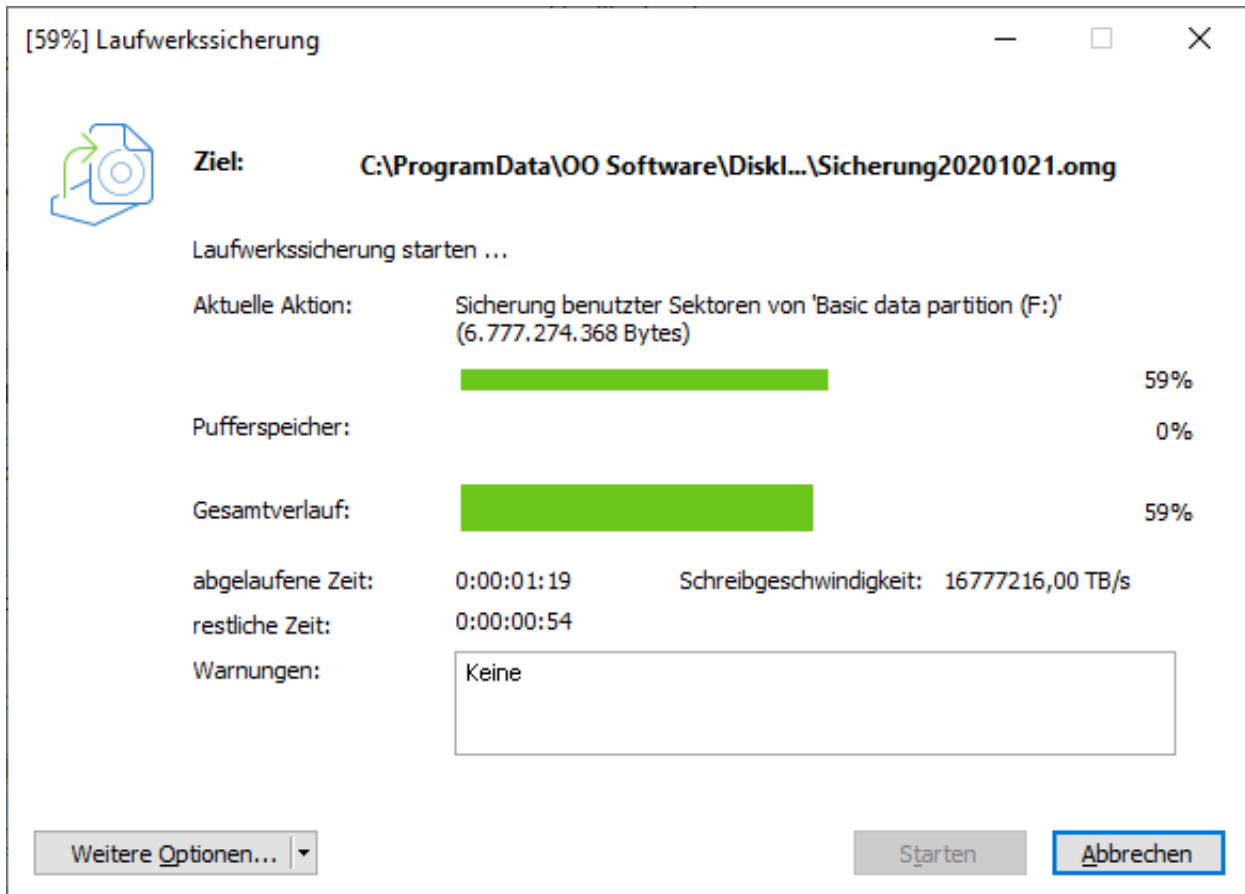 [59%] Laufwerkssicherung
Ziel: C:\ProgramData\OO Software\DiskI...\Sicherung20201021.omg
Laufwerkssicherung starten ...
Aktuelle Aktion: Sicherung benutzter Sektoren von 'Basic data partition (F:)'
(6.777.274.368 Bytes)
59%
Pufferspeicher: 0%
Gesamtverlauf: 59%
abgelaufene Zeit: 0:00:01:19 Schreibgeschwindigkeit: 16777216,00 TB/s
restliche Zeit: 0:00:00:54
Warnungen: Keine
Weitere Optionen... Starten Abbrechen